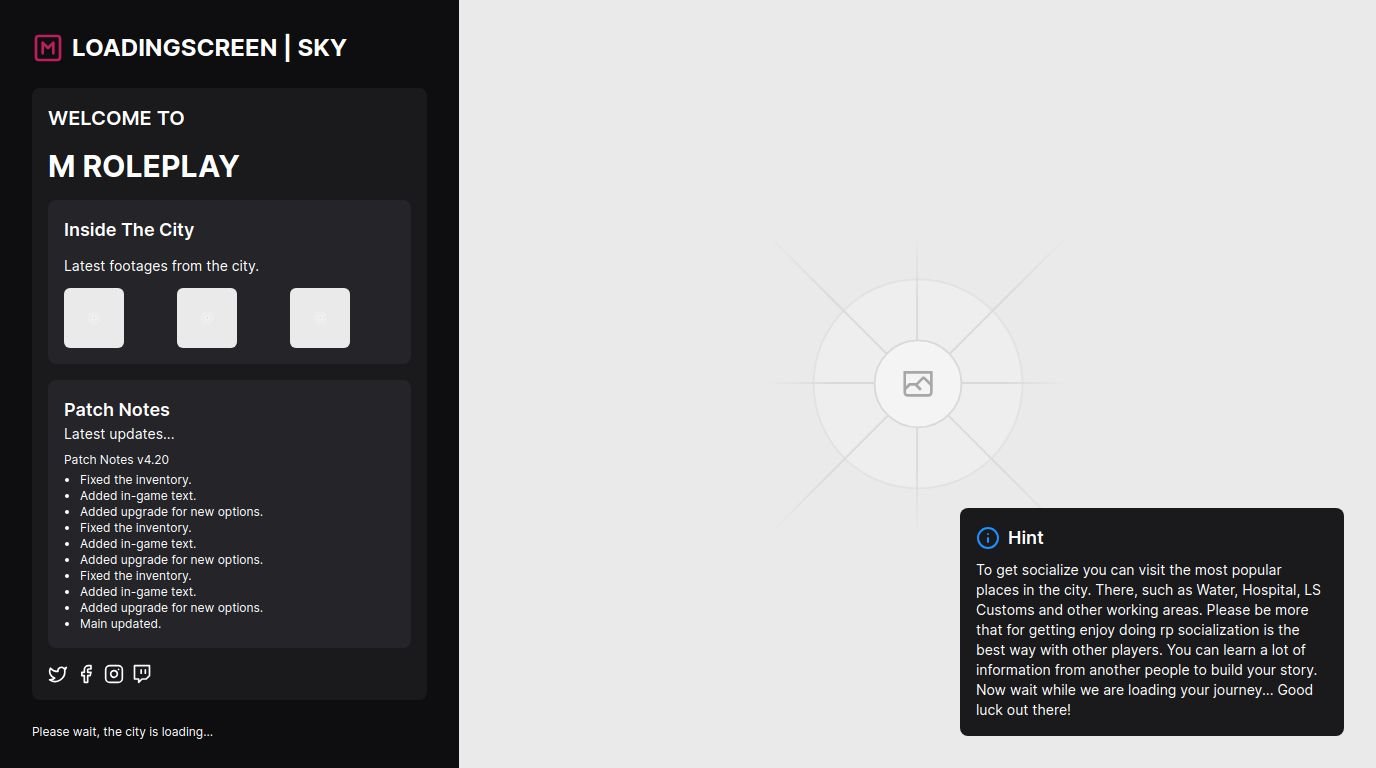 LOADINGSCREEN | SKY
WELCOME TO
M ROLEPLAY
Inside The City
Latest footages from the city.
Patch Notes
Latest updates...
Patch Notes v4.20
• Fixed the inventory.
• Added in-game text.
• Added upgrade for new options.
• Fixed the inventory.
• Added in-game text.
• Added upgrade for new options.
• Fixed the inventory.
• Added in-game text.
• Added upgrade for new options.
• Main updated.
Please wait, the city is loading...
Hint
To get socialize you can visit the most popular
places in the city. There, such as Water, Hospital, LS
Customs and other working areas. Please be more
that for getting enjoy doing rp socialization is the
best way with other players. You can learn a lot of
information from another people to build your story.
Now wait while we are loading your journey... Good
luck out there!